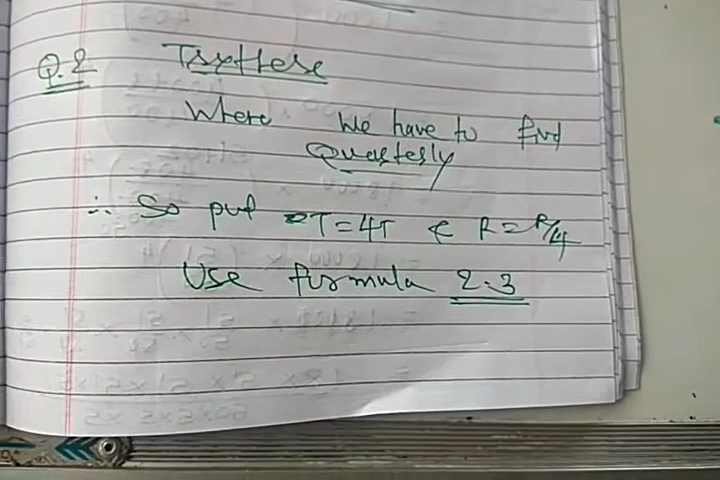 Q.2
Where We have to find
Quarterly
∴ So put T=4T & R=R/4
Use formula 2.3